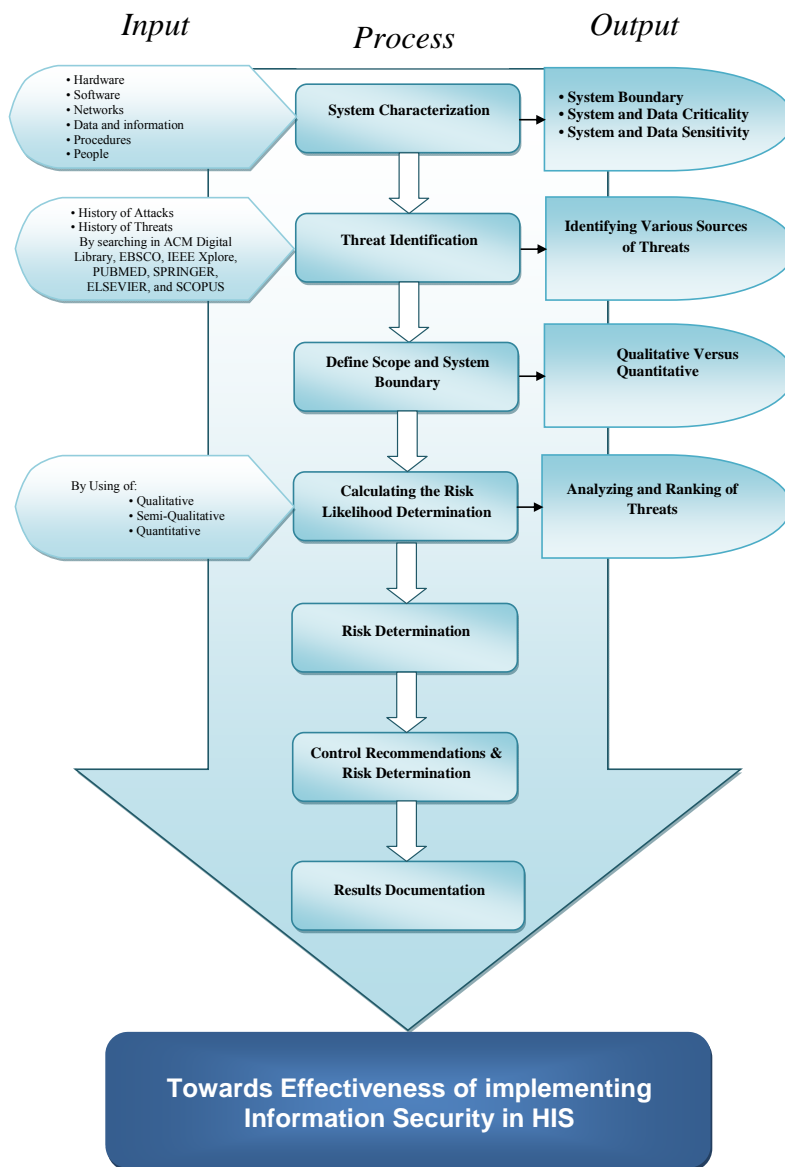 Input
Process
Output
• Hardware
• Software
• Networks
• Data and information
• Procedures
• People
System Characterization
• System Boundary
• System and Data Criticality
• System and Data Sensitivity
• History of Attacks
• History of Threats
By searching in ACM Digital
Library, EBSCO, IEEE Xplore,
PUBMED, SPRINGER,
ELSEVIER, and SCOPUS
Threat Identification
Identifying Various Sources
of Threats
Define Scope and System
Boundary
Qualitative Versus
Quantitative
By Using of:
• Qualitative
• Semi-Qualitative
• Quantitative
Calculating the Risk
Likelihood Determination
Analyzing and Ranking of
Threats
Risk Determination
Control Recommendations &
Risk Determination
Results Documentation
Towards Effectiveness of implementing
Information Security in HIS